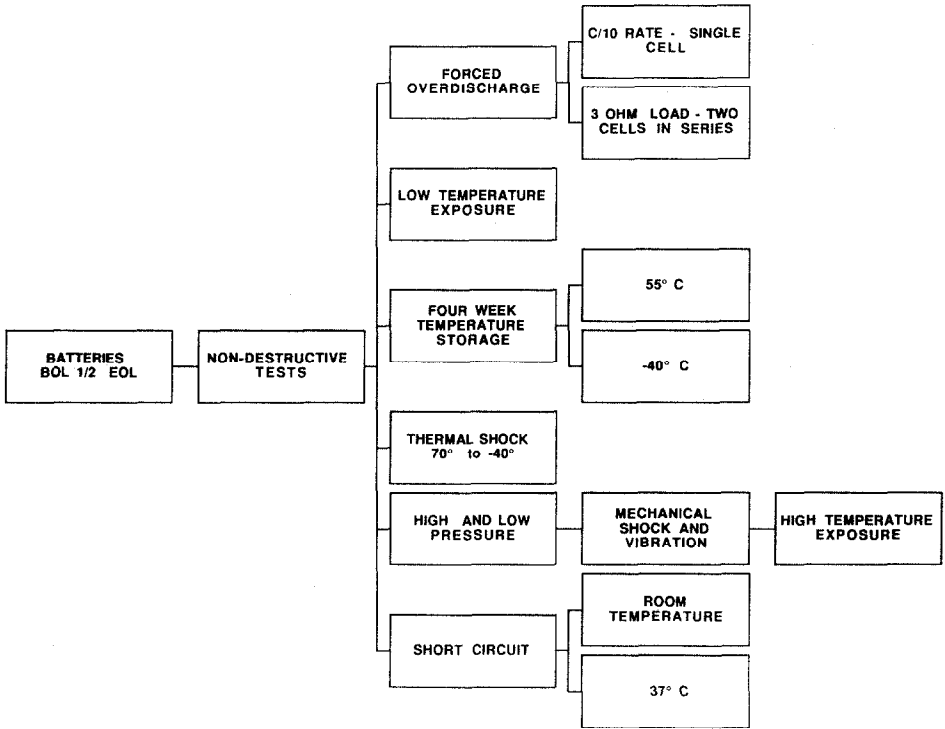 BATTERIES
BOL 1/2 EOL
NON-DESTRUCTIVE
TESTS
FORCED
OVERDISCHARGE
C/10 RATE - SINGLE
CELL
3 OHM LOAD - TWO
CELLS IN SERIES
LOW TEMPERATURE
EXPOSURE
FOUR WEEK
TEMPERATURE
STORAGE
55° C
-40° C
THERMAL SHOCK
70° to -40°
HIGH AND LOW
PRESSURE
MECHANICAL
SHOCK AND
VIBRATION
HIGH TEMPERATURE
EXPOSURE
SHORT CIRCUIT
ROOM
TEMPERATURE
37° C